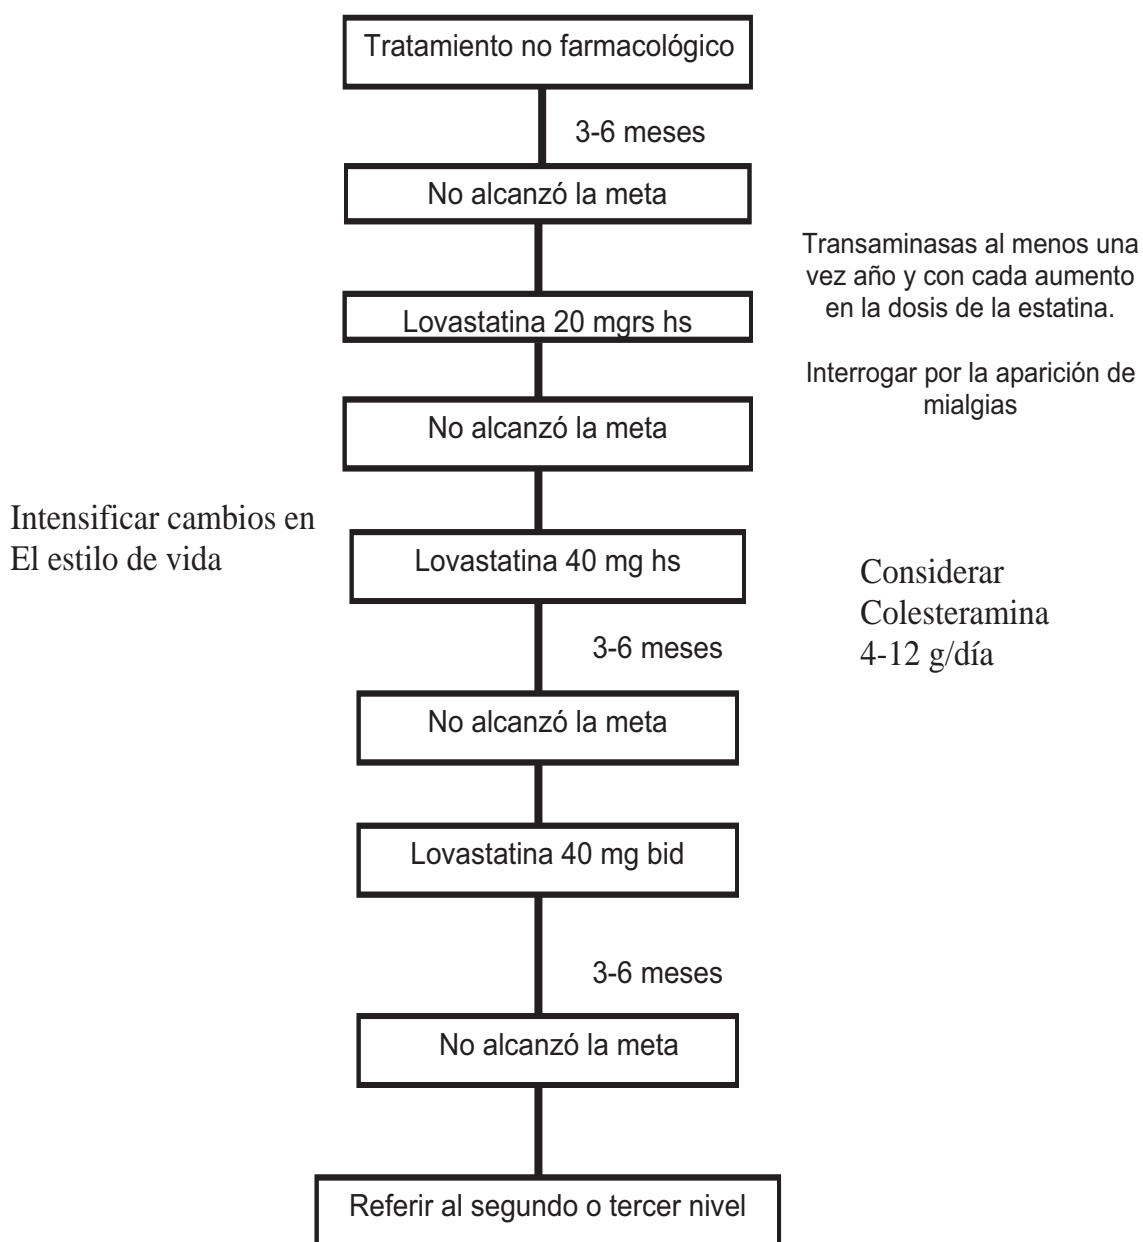 Tratamiento no farmacológico
3-6 meses
No alcanzó la meta
Transaminasas al menos una
vez año y con cada aumento
en la dosis de la estatina.
Lovastatina 20 mgrs hs
Interrogar por la aparición de
mialgias
No alcanzó la meta
Intensificar cambios en
El estilo de vida
Lovastatina 40 mg hs
Considerar
Colesteramina
4-12 g/día
3-6 meses
No alcanzó la meta
Lovastatina 40 mg bid
3-6 meses
No alcanzó la meta
Referir al segundo o tercer nivel